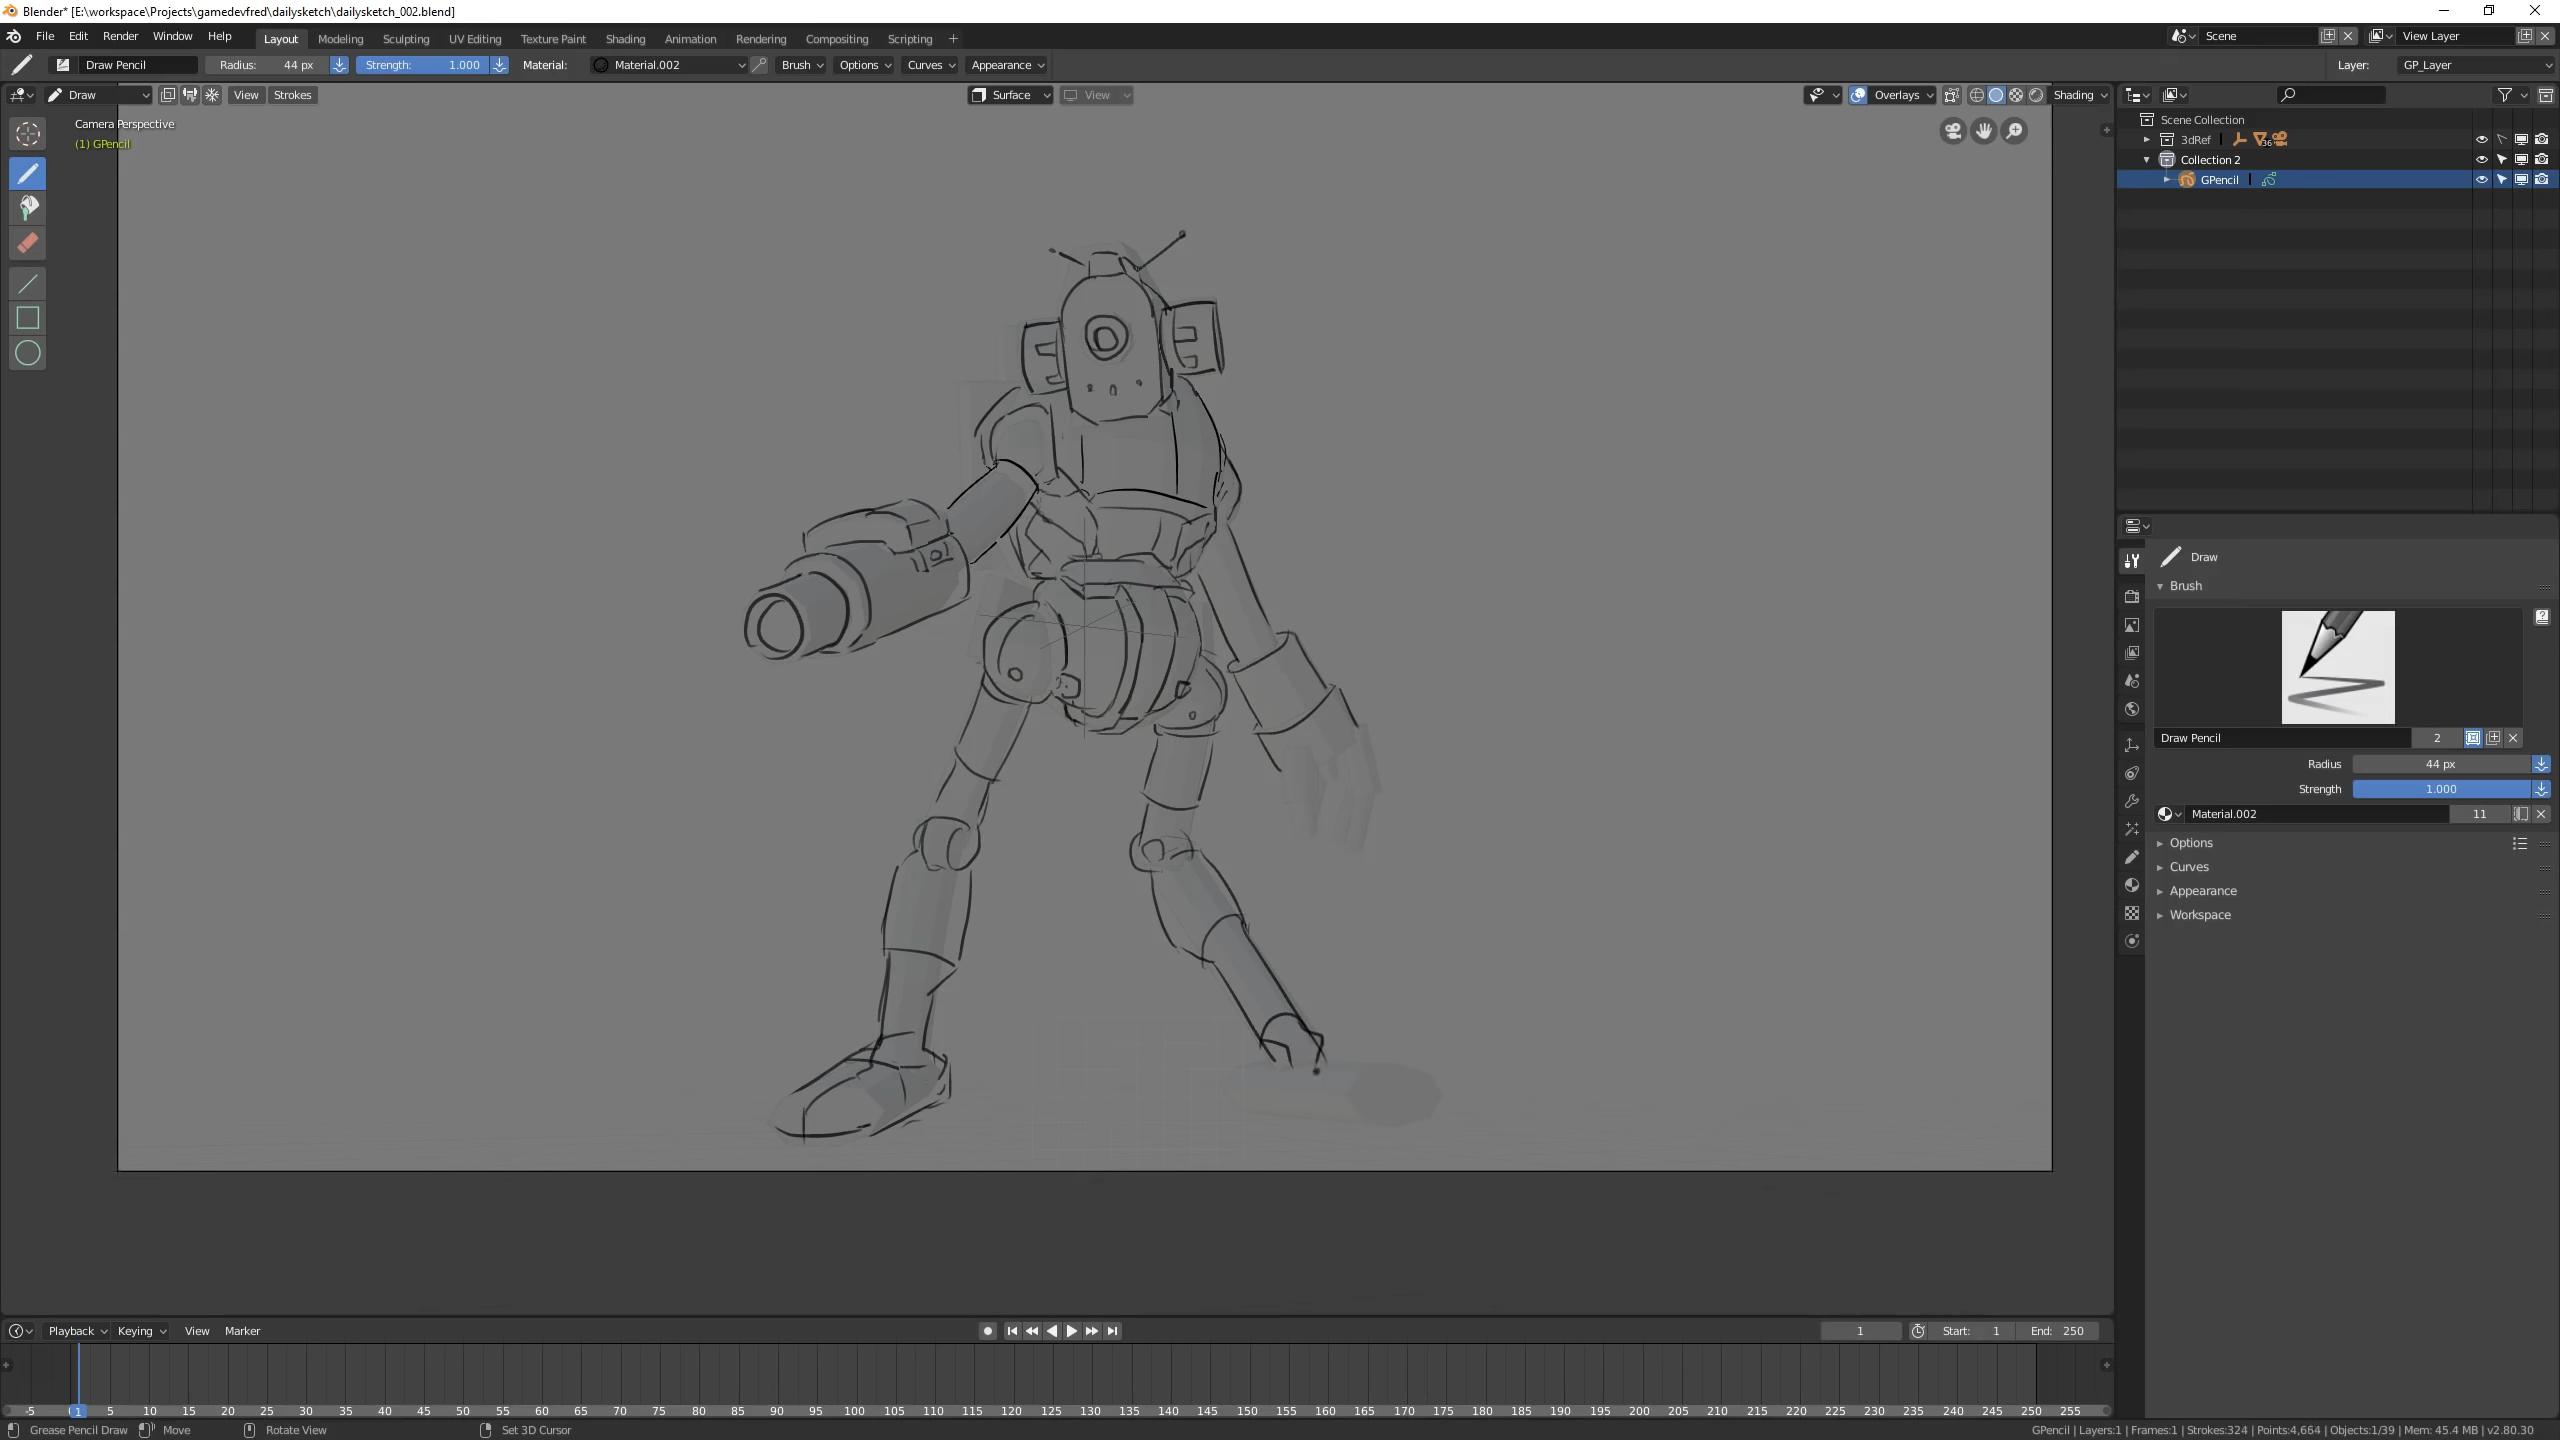 Blender* [E:\workspace\Projects\gamedevfred\dailysketch\dailysketch_002.blend]
File Edit Render Window Help Layout Modeling Sculpting UV Editing Texture Paint Shading Animation Rendering Compositing Scripting + Scene View Layer
Draw Pencil Radius: 44 px Strength: 1.000 Material: Material.002 Brush Options Curves Appearance Layer: GP_Layer
Draw View Strokes Surface View Overlays Shading
Camera Perspective
(1) GPencil
Scene Collection
3dRef 36
Collection 2
GPencil
Draw
Brush
Draw Pencil 2
Radius 44 px
Strength 1.000
Material.002 11
Options
Curves
Appearance
Workspace
Playback Keying View Marker 1 Start: 1 End: 250
-5 1 5 10 15 20 25 30 35 40 45 50 55 60 65 70 75 80 85 90 95 100 105 110 115 120 125 130 135 140 145 150 155 160 165 170 175 180 185 190 195 200 205 210 215 220 225 230 235 240 245 250 255
Grease Pencil Draw Move Rotate View Set 3D Cursor GPencil | Layers:1 | Frames:1 | Strokes:324 | Points:4,664 | Objects:1/39 | Mem: 45.4 MB | v2.80.30